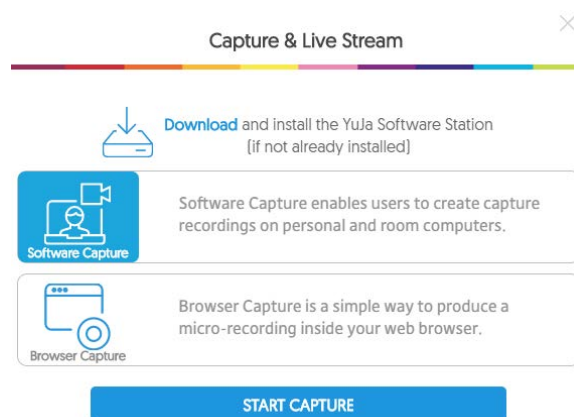 Capture & Live Stream
Download and install the YuJa Software Station
(if not already installed)
Software Capture enables users to create capture
recordings on personal and room computers.
Software Capture
Browser Capture is a simple way to produce a
micro-recording inside your web browser.
Browser Capture
START CAPTURE